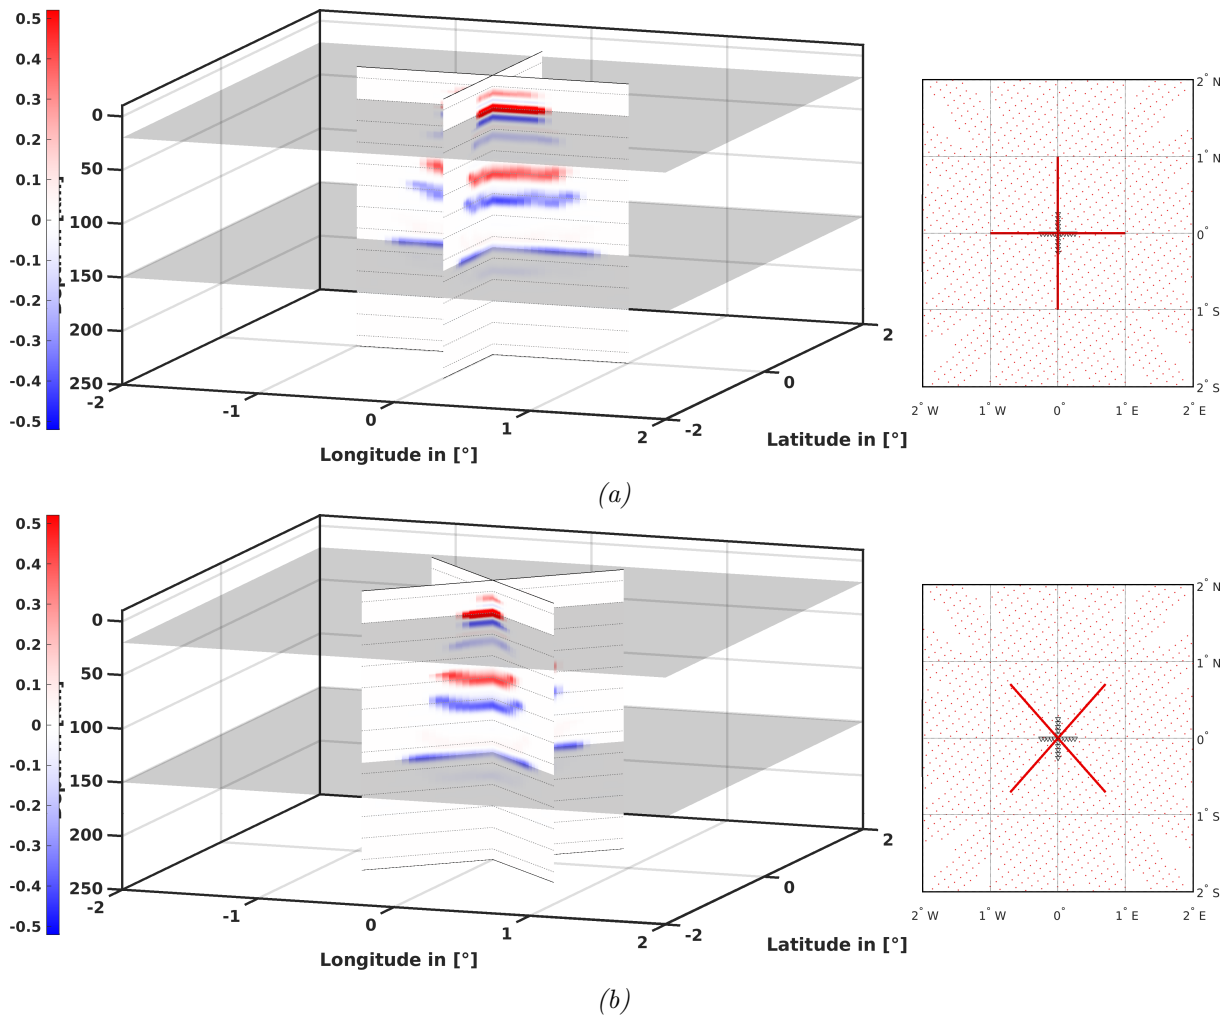 0.5
0.4
0.3
0.2
0.1
0
-0.1
-0.2
-0.3
-0.4
-0.5
0
50
100
150
200
250
-2
-1
0
1
2
-2
0
2
Longitude in [°]
Latitude in [°]
2° N
1° N
0°
1° S
2° S
2° W
1° W
0°
1° E
2° E
(a)
0.5
0.4
0.3
0.2
0.1
0
-0.1
-0.2
-0.3
-0.4
-0.5
0
50
100
150
200
250
-2
-1
0
1
2
-2
0
2
Longitude in [°]
Latitude in [°]
2° N
1° N
0°
1° S
2° S
2° W
1° W
0°
1° E
2° E
(b)